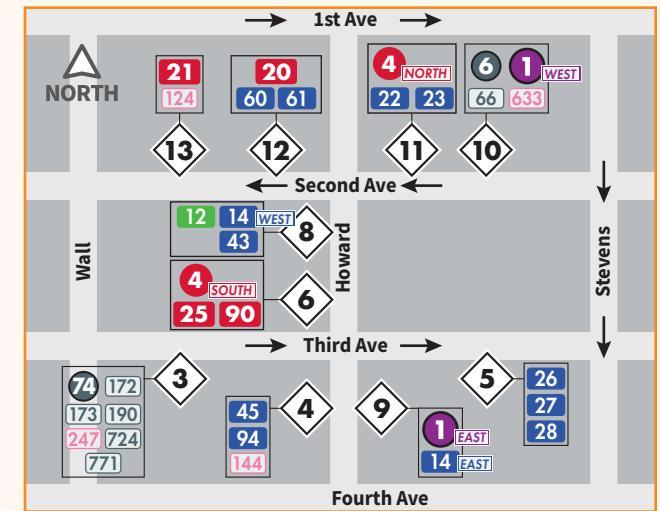 1st Ave
NORTH
21
124
13
20
60 61
12
4 NORTH
22 23
11
6 1 WEST
66 633
10
Second Ave
12 14 WEST
43
8
4 SOUTH
25 90
6
Wall
Howard
Stevens
Third Ave
74 172
173 190
247 724
771
3
45
94
144
4
9
1 EAST
14 EAST
5
26
27
28
Fourth Ave